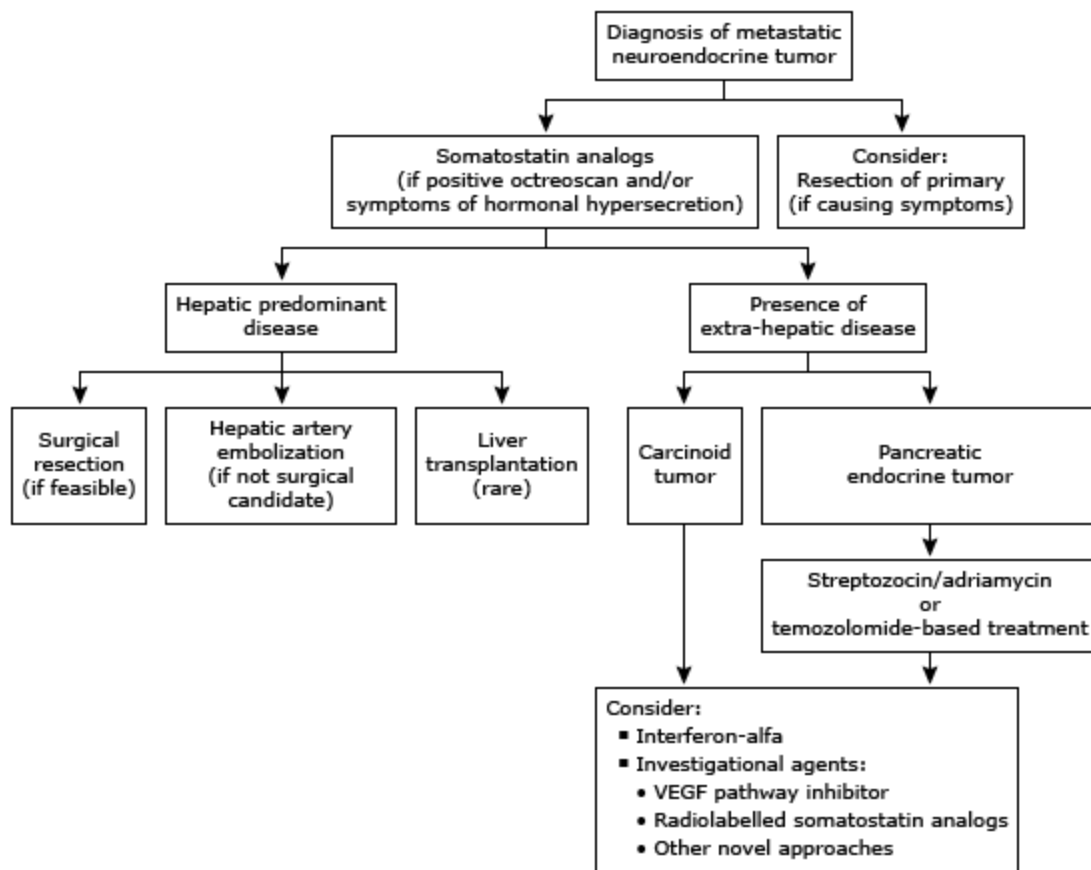 Diagnosis of metastatic
neuroendocrine tumor
Somatostatin analogs
(if positive octreoscan and/or
symptoms of hormonal hypersecretion)
Consider:
Resection of primary
(if causing symptoms)
Hepatic predominant
disease
Presence of
extra-hepatic disease
Surgical
resection
(if feasible)
Hepatic artery
embolization
(if not surgical
candidate)
Liver
transplantation
(rare)
Carcinoid
tumor
Pancreatic
endocrine tumor
Streptozocin/adriamycin
or
temozolomide-based treatment
Consider:
▪ Interferon-alfa
▪ Investigational agents:
• VEGF pathway inhibitor
• Radiolabelled somatostatin analogs
• Other novel approaches